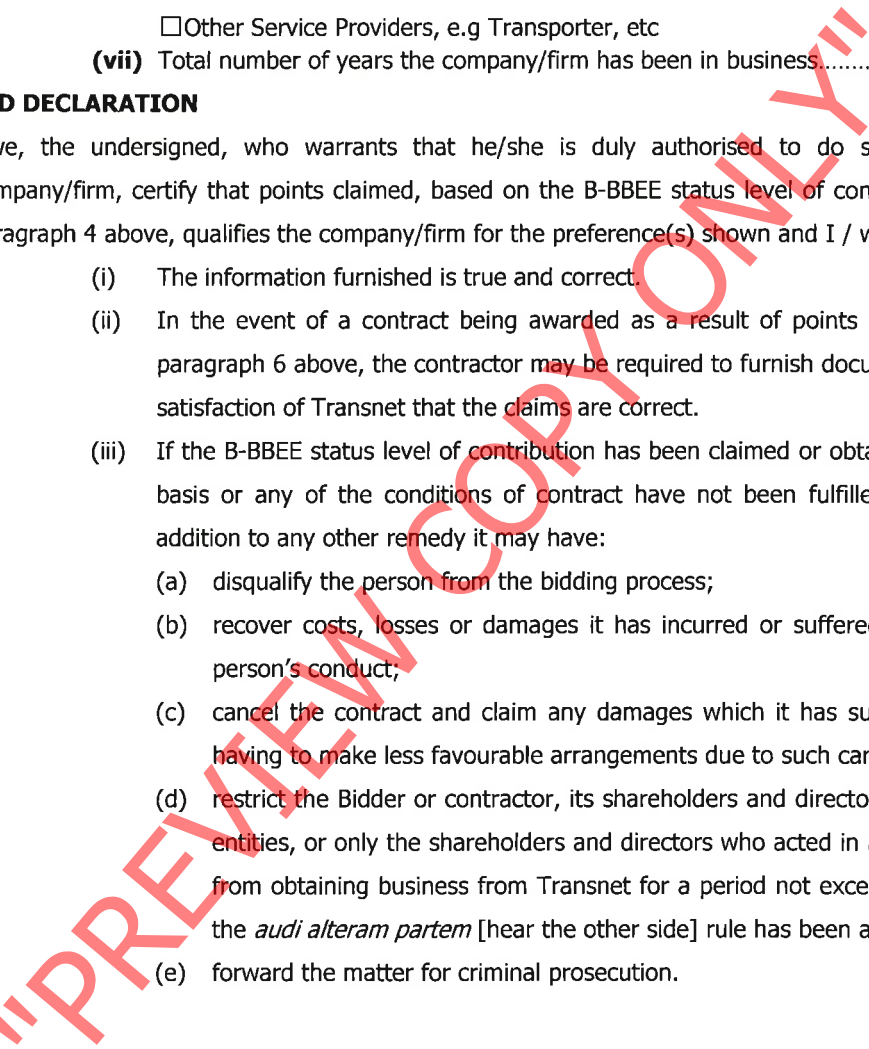 ☐Other Service Providers, e.g Transporter, etc
(vii) Total number of years the company/firm has been in business........
D DECLARATION
ve, the undersigned, who warrants that he/she is duly authorised to do s
mpany/firm, certify that points claimed, based on the B-BBEE status level of con
ragraph 4 above, qualifies the company/firm for the preference(s) shown and I / w
(i) The information furnished is true and correct.
(ii) In the event of a contract being awarded as a result of points
paragraph 6 above, the contractor may be required to furnish docu
satisfaction of Transnet that the claims are correct.
(iii) If the B-BBEE status level of contribution has been claimed or obta
basis or any of the conditions of contract have not been fulfille
addition to any other remedy it may have:
(a) disqualify the person from the bidding process;
(b) recover costs, losses or damages it has incurred or suffere
person's conduct;
(c) cancel the contract and claim any damages which it has su
having to make less favourable arrangements due to such can
(d) restrict the Bidder or contractor, its shareholders and directo
entities, or only the shareholders and directors who acted in
from obtaining business from Transnet for a period not exce
the audi alteram partem [hear the other side] rule has been a
(e) forward the matter for criminal prosecution.
"PREVIEW COPY ONLY"